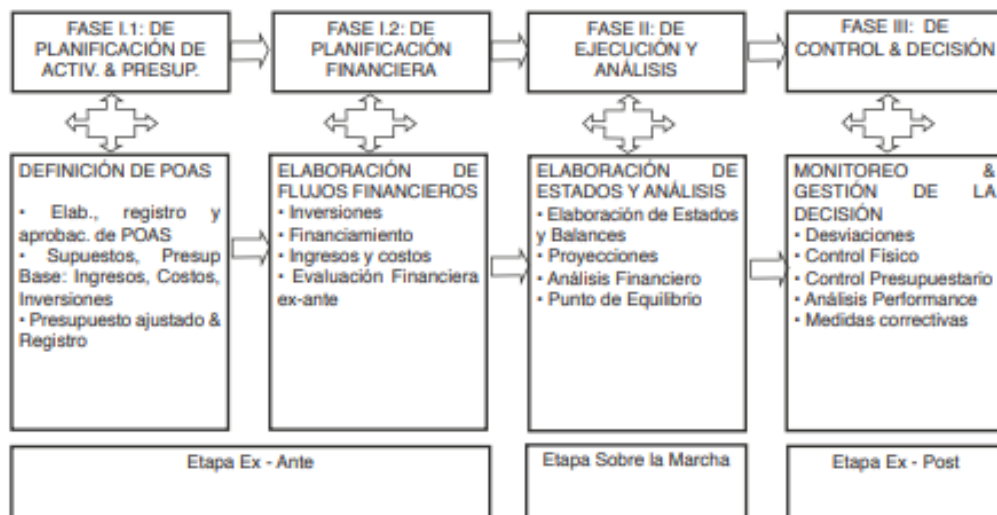 FASE I.1: DE
PLANIFICACIÓN DE
ACTIV. & PRESUP.
FASE I.2: DE
PLANIFICACIÓN
FINANCIERA
FASE II: DE
EJECUCIÓN Y
ANÁLISIS
FASE III: DE
CONTROL & DECISIÓN
DEFINICIÓN DE POAS
• Elab., registro y
aprobac. de POAS
• Supuestos, Presup
Base: Ingresos, Costos,
Inversiones
• Presupuesto ajustado &
Registro
ELABORACIÓN DE
FLUJOS FINANCIEROS
• Inversiones
• Financiamiento
• Ingresos y costos
• Evaluación Financiera
ex-ante
ELABORACIÓN DE
ESTADOS Y ANÁLISIS
• Elaboración de Estados
y Balances
• Proyecciones
• Análisis Financiero
• Punto de Equilibrio
MONITOREO &
GESTIÓN DE LA
DECISIÓN
• Desviaciones
• Control Físico
• Control Presupuestario
• Análisis Performance
• Medidas correctivas
Etapa Ex - Ante
Etapa Sobre la Marcha
Etapa Ex - Post